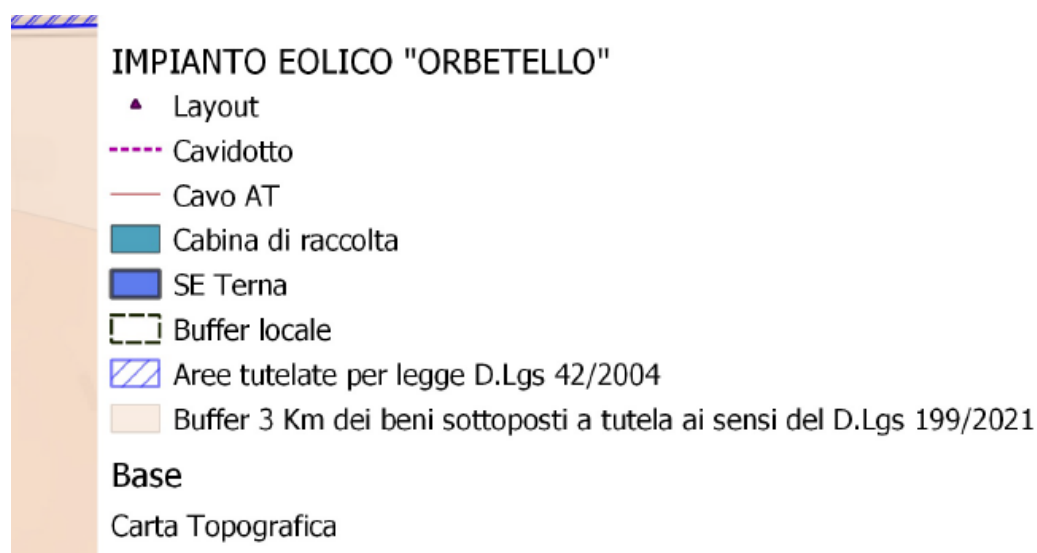 IMPIANTO EOLICO "ORBETELLO"
Layout
Cavidotto
Cavo AT
Cabina di raccolta
SE Terna
Buffer locale
Aree tutelate per legge D.Lgs 42/2004
Buffer 3 Km dei beni sottoposti a tutela ai sensi del D.Lgs 199/2021
Base
Carta Topografica